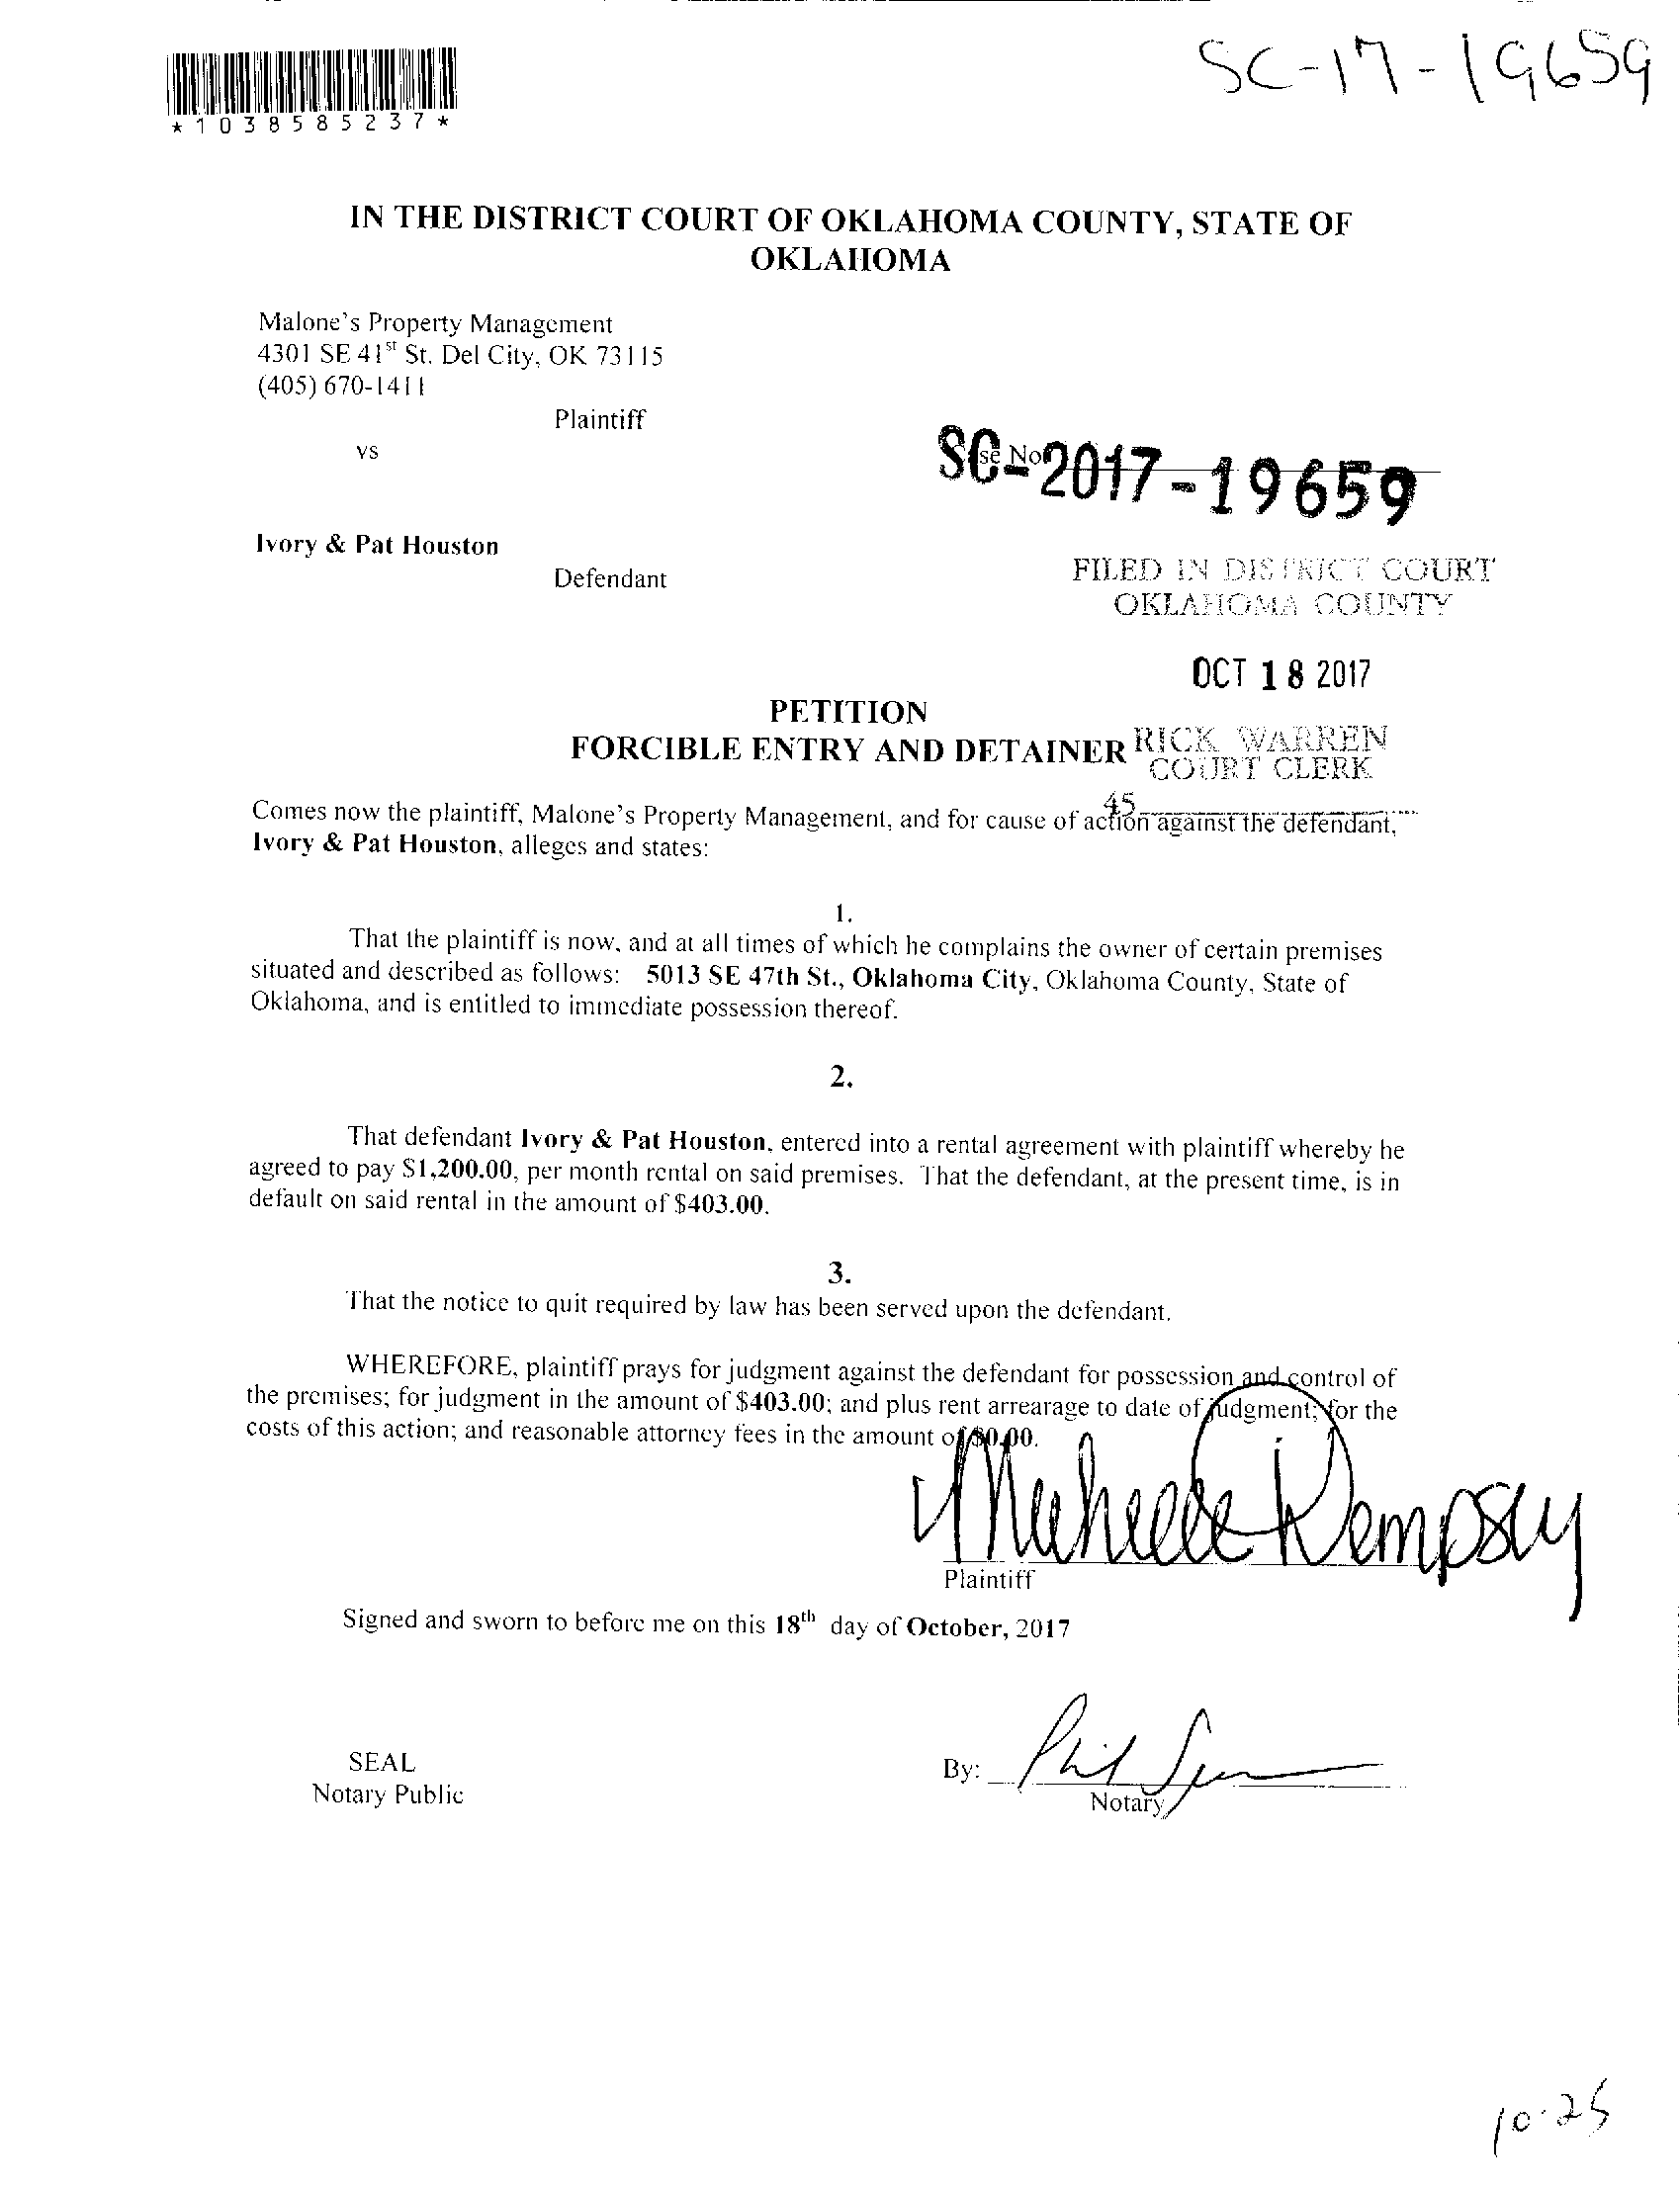 SC-17-19659
*1038585237*
IN THE DISTRICT COURT OF OKLAHOMA COUNTY, STATE OF
OKLAHOMA
Malone's Property Management
4301 SE 41st St. Del City, OK 73115
(405) 670-1411
Plaintiff
vs
SC-2017-19659
Ivory & Pat Houston
Defendant
FILED IN DISTRICT COURT
OKLAHOMA COUNTY
OCT 18 2017
PETITION
FORCIBLE ENTRY AND DETAINER
RICK WARREN
COURT CLERK
45
Comes now the plaintiff, Malone's Property Management, and for cause of action against the defendant,
Ivory & Pat Houston, alleges and states:
1.
That the plaintiff is now, and at all times of which he complains the owner of certain premises
situated and described as follows: 5013 SE 47th St., Oklahoma City, Oklahoma County, State of
Oklahoma, and is entitled to immediate possession thereof.
2.
That defendant Ivory & Pat Houston, entered into a rental agreement with plaintiff whereby he
agreed to pay $1,200.00, per month rental on said premises. That the defendant, at the present time, is in
default on said rental in the amount of $403.00.
3.
That the notice to quit required by law has been served upon the defendant.
WHEREFORE, plaintiff prays for judgment against the defendant for possession and control of
the premises; for judgment in the amount of $403.00; and plus rent arrearage to date of judgment; for the
costs of this action; and reasonable attorney fees in the amount of $0.00.
Michelle Dempsey
Plaintiff
Signed and sworn to before me on this 18th day of October, 2017
SEAL
Notary Public
By: Phil
Notary
10-25